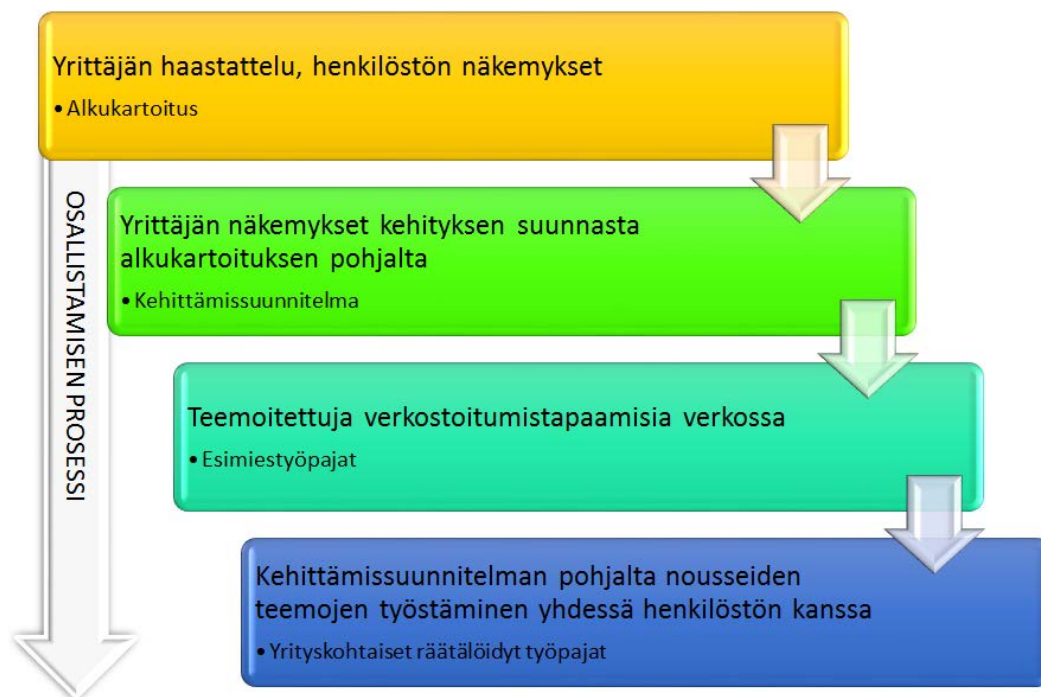 Yrittäjän haastattelu, henkilöstön näkemykset
• Alkukartoitus
OSALLISTAMISEN PROSESSI
Yrittäjän näkemykset kehityksen suunnasta
alkukartoituksen pohjalta
• Kehittämissuunnitelma
Teemoitettuja verkostoitumistapaamisia verkossa
• Esimiestyöpajat
Kehittämissuunnitelman pohjalta nousseiden
teemojen työstäminen yhdessä henkilöstön kanssa
• Yrityskohtaiset räätälöidyt työpajat